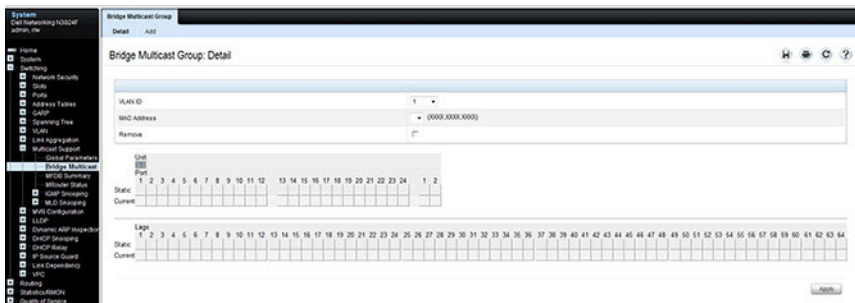 System
Dell Networking N3024F
admin, r/w
Home
System
Switching
Network Security
Slots
Ports
Address Tables
GARP
Spanning Tree
VLAN
Link Aggregation
Multicast Support
Global Parameters
Bridge Multicast
MFDB Summary
MRouter Status
IGMP Snooping
MLD Snooping
MVR Configuration
LLDP
Dynamic ARP Inspection
DHCP Snooping
DHCP Relay
IP Source Guard
Link Dependency
VPC
Routing
Statistics/RMON
Quality of Service
Bridge Multicast Group
Detail Add
Bridge Multicast Group: Detail
VLAN ID 1
MAC Address (XXXX.XXXX.XXXX)
Remove
Unit
1
Port
1 2 3 4 5 6 7 8 9 10 11 12 13 14 15 16 17 18 19 20 21 22 23 24 1 2
Static
Current
Lags
1 2 3 4 5 6 7 8 9 10 11 12 13 14 15 16 17 18 19 20 21 22 23 24 25 26 27 28 29 30 31 32 33 34 35 36 37 38 39 40 41 42 43 44 45 46 47 48 49 50 51 52 53 54 55 56 57 58 59 60 61 62 63 64
Static
Current
Apply